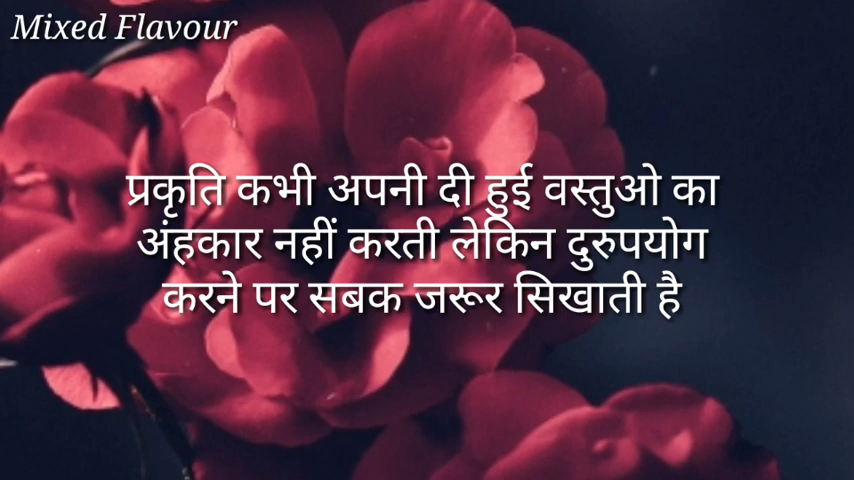 Mixed Flavour
प्रकृति कभी अपनी दी हुई वस्तुओ का
अंहकार नहीं करती लेकिन दुरुपयोग
करने पर सबक जरूर सिखाती है